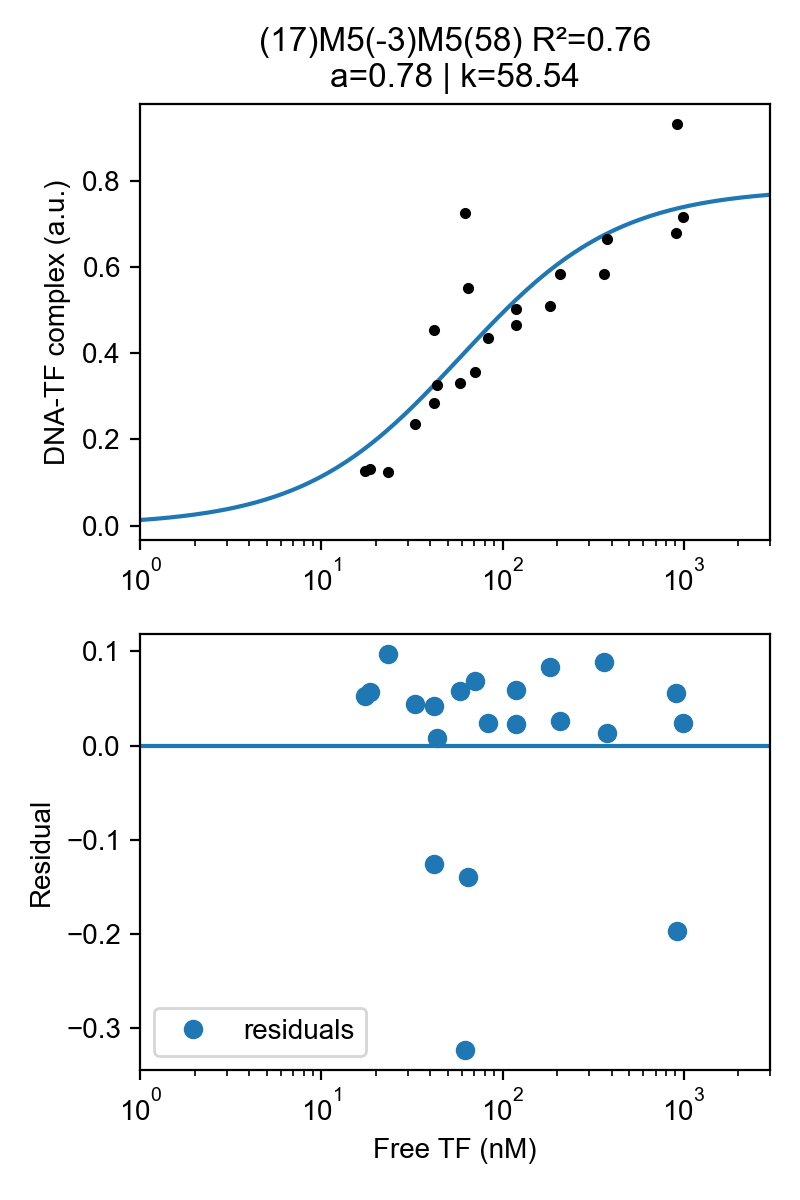 (17)M5(-3)M5(58) R²=0.76
a=0.78 | k=58.54
DNA-TF complex (a.u.)
0.8
0.6
0.4
0.2
0.0
10⁰ 10¹ 10² 10³
Residual
0.1
0.0
−0.1
−0.2
−0.3
residuals
10⁰ 10¹ 10² 10³
Free TF (nM)